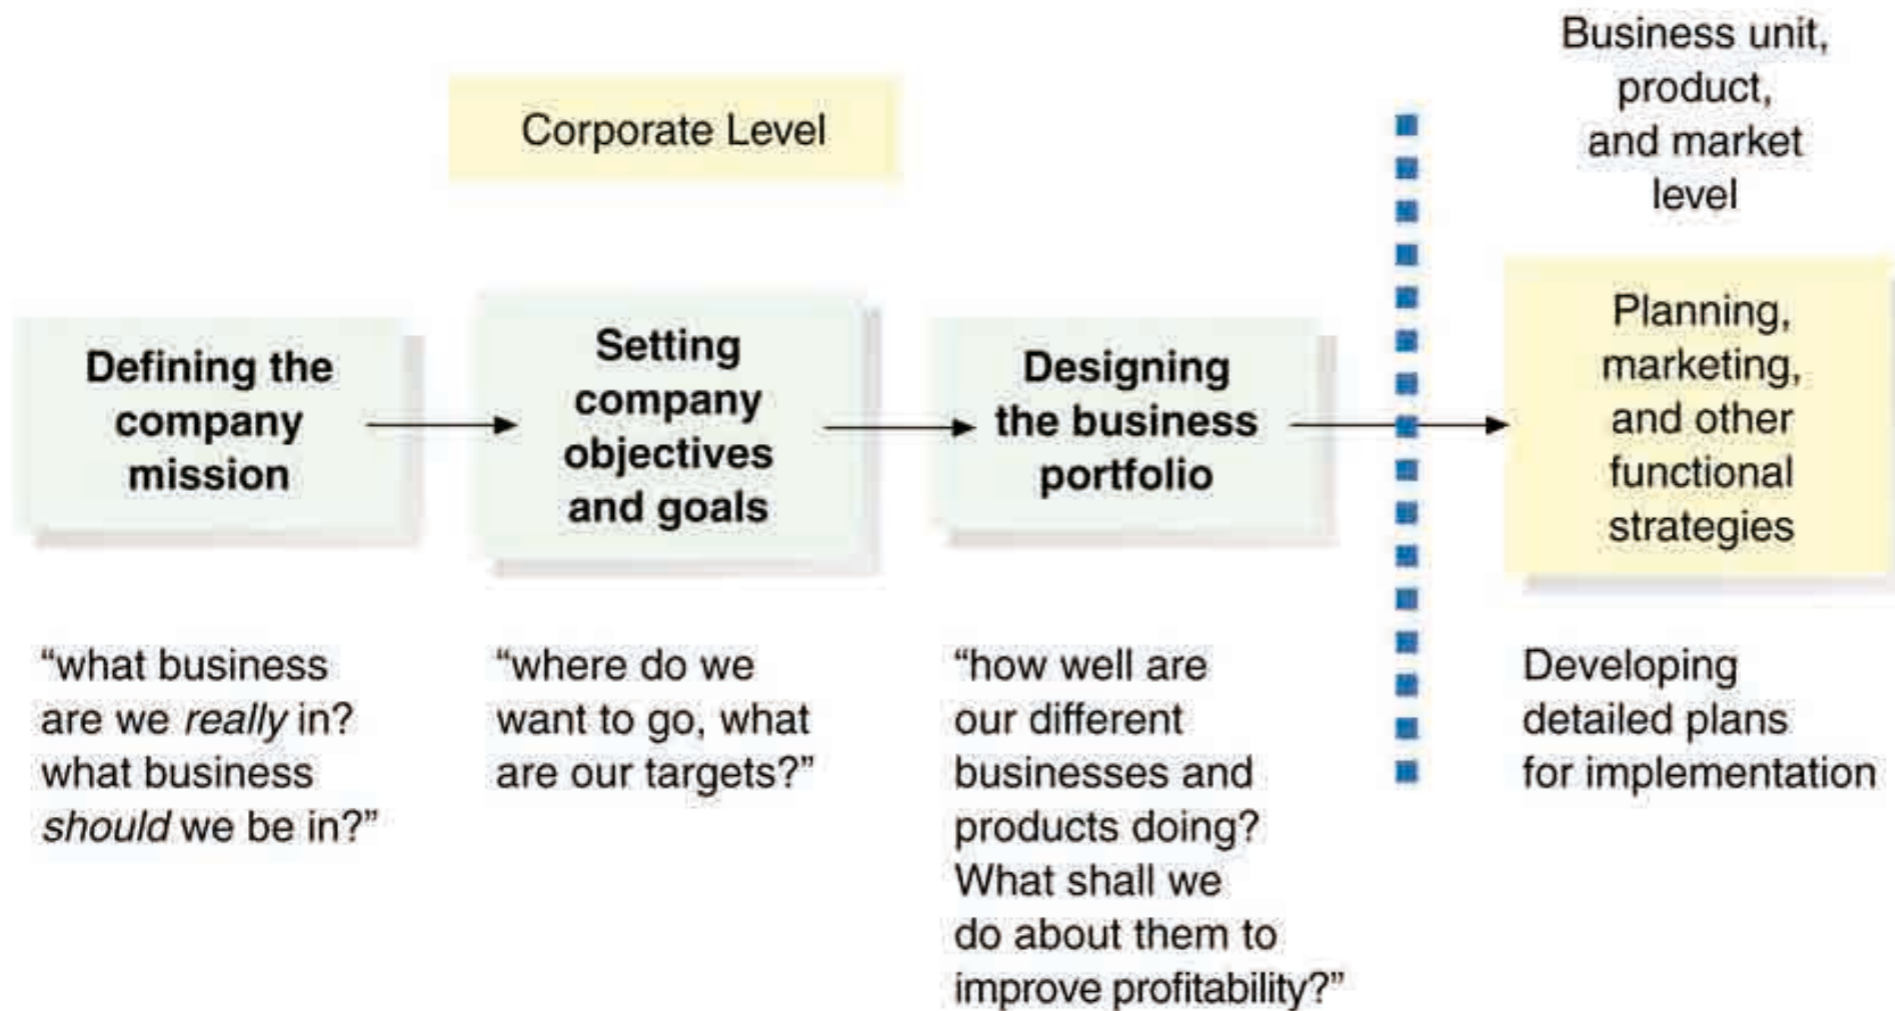 Corporate Level
Business unit,
product,
and market
level
Defining the
company
mission
Setting
company
objectives
and goals
Designing
the business
portfolio
Planning,
marketing,
and other
functional
strategies
“what business
are we really in?
what business
should we be in?”
“where do we
want to go, what
are our targets?”
“how well are
our different
businesses and
products doing?
What shall we
do about them to
improve profitability?”
Developing
detailed plans
for implementation